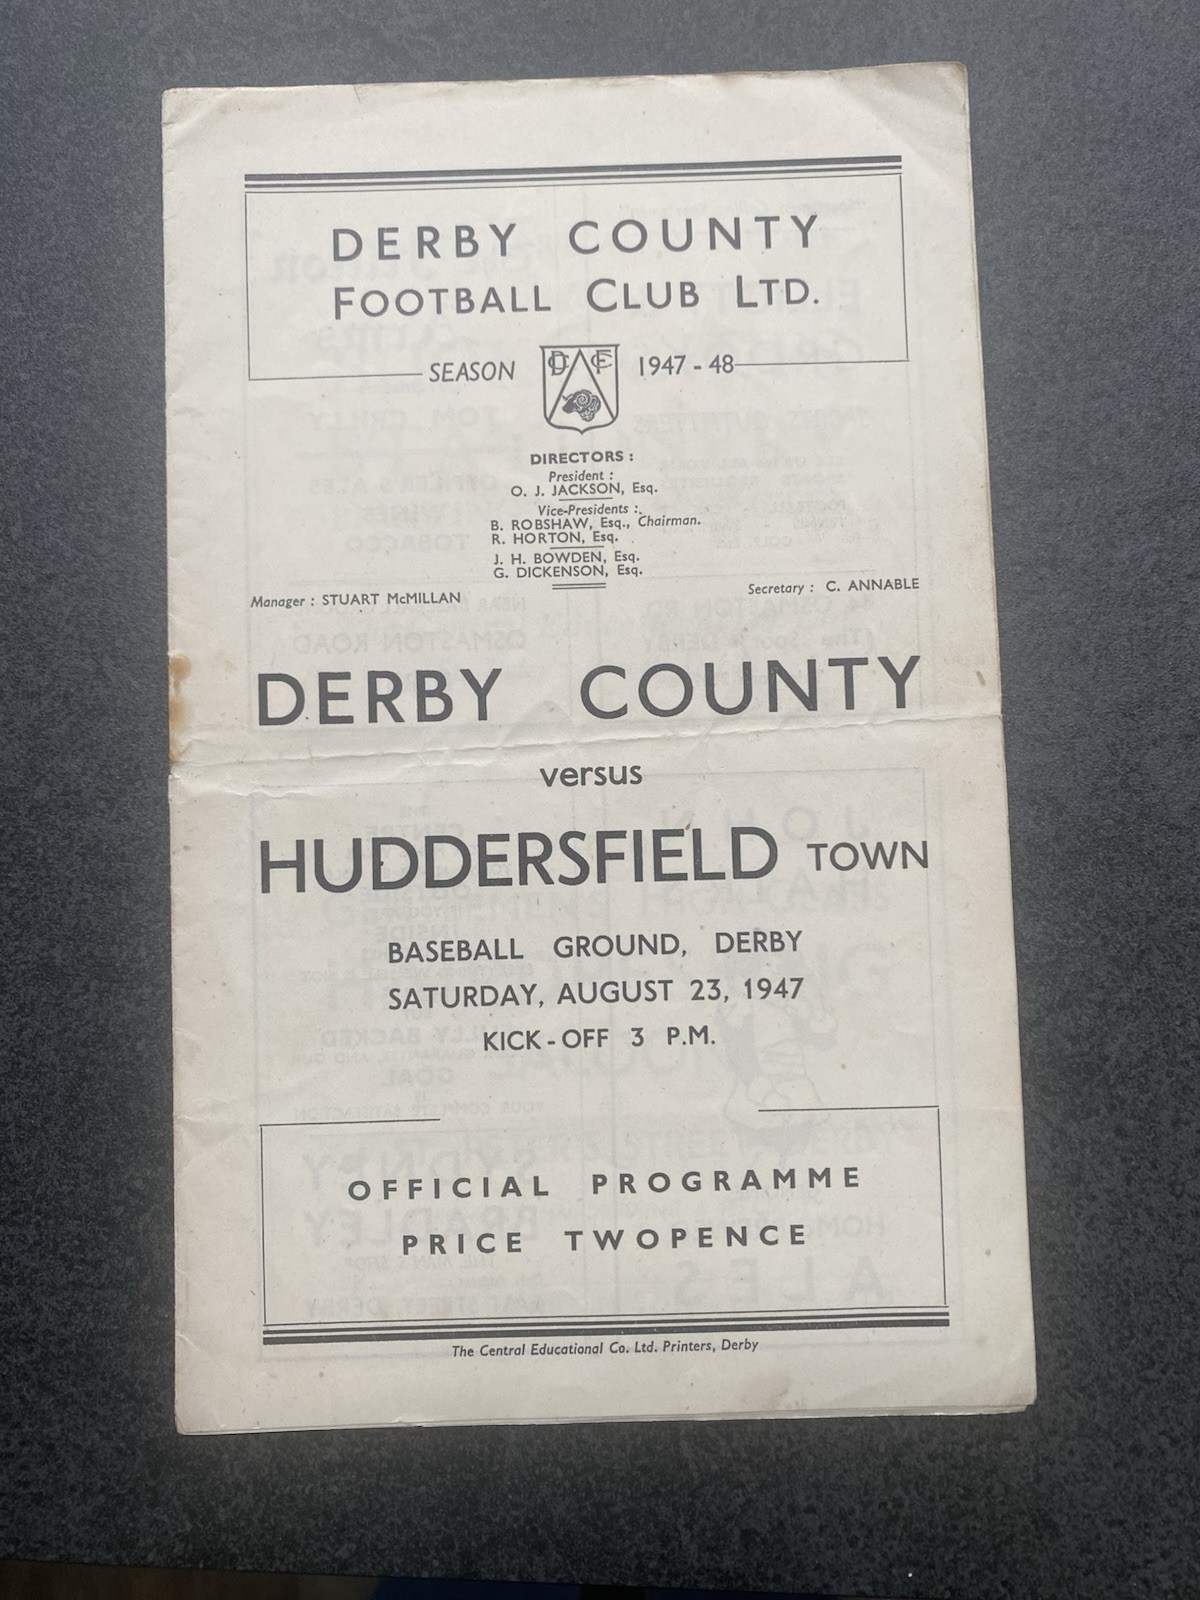 DERBY COUNTY
FOOTBALL CLUB LTD.
SEASON DCFC 1947 - 48
DIRECTORS :
President :
O. J. JACKSON, Esq.
Vice-Presidents :
B. ROBSHAW, Esq., Chairman.
R. HORTON, Esq.
J. H. BOWDEN, Esq.
G. DICKENSON, Esq.
Manager : STUART McMILLAN
Secretary : C. ANNABLE
DERBY COUNTY
versus
HUDDERSFIELD TOWN
BASEBALL GROUND, DERBY
SATURDAY, AUGUST 23, 1947
KICK-OFF 3 P.M.
OFFICIAL PROGRAMME
PRICE TWOPENCE
The Central Educational Co. Ltd. Printers, Derby